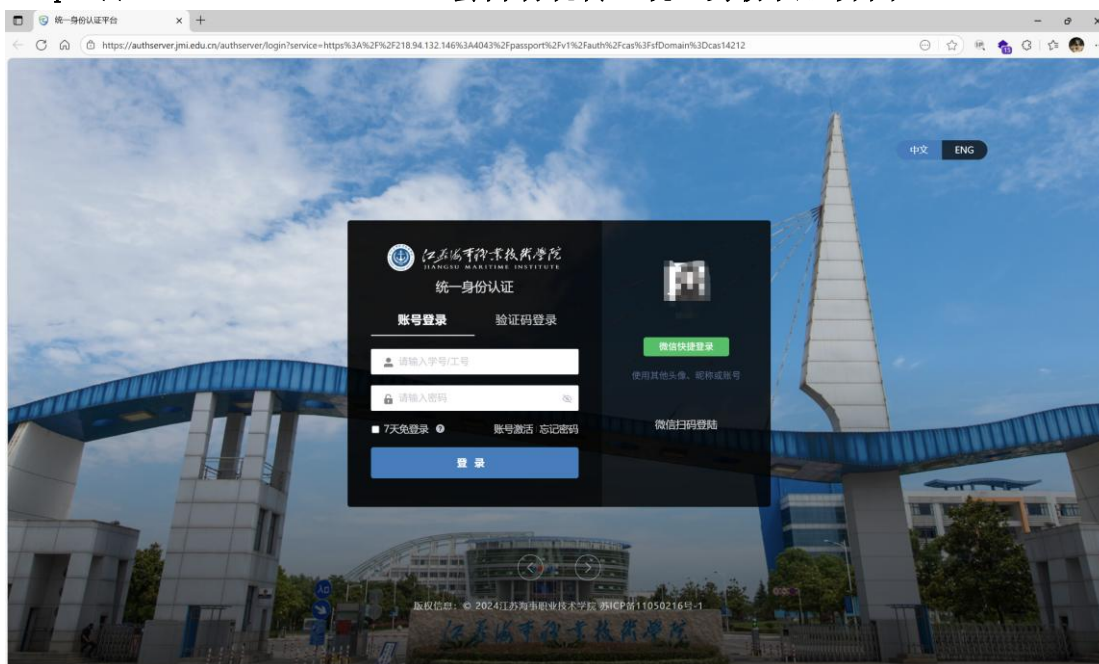 统一身份认证平台
https://authserver.jmi.edu.cn/authserver/login?service=https%3A%2F%2F218.94.132.146%3A4043%2Fpassport%2Fv1%2Fauth%2Fcas%3FsfDomain%3Dcas14212
中文 ENG
江苏海事职业技术学院
JIANGSU MARITIME INSTITUTE
统一身份认证
账号登录 验证码登录
请输入学号/工号
请输入密码
7天免登录 账号激活 忘记密码
登 录
微信快捷登录
使用其他头像、昵称或账号
微信扫码登陆
版权信息：© 2024江苏海事职业技术学院 苏ICP备11050216号-1
江苏海事职业技术学院